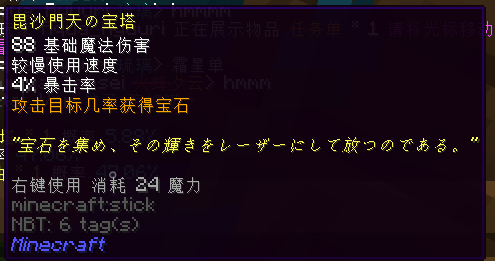 毘沙門天の宝塔
88 基础魔法伤害
较慢使用速度
4% 暴击率
攻击目标几率获得宝石
"宝石を集め、その輝きをレーザーにして放つのである。"
右键使用 消耗 24 魔力
minecraft:stick
NBT: 6 tag(s)
Minecraft